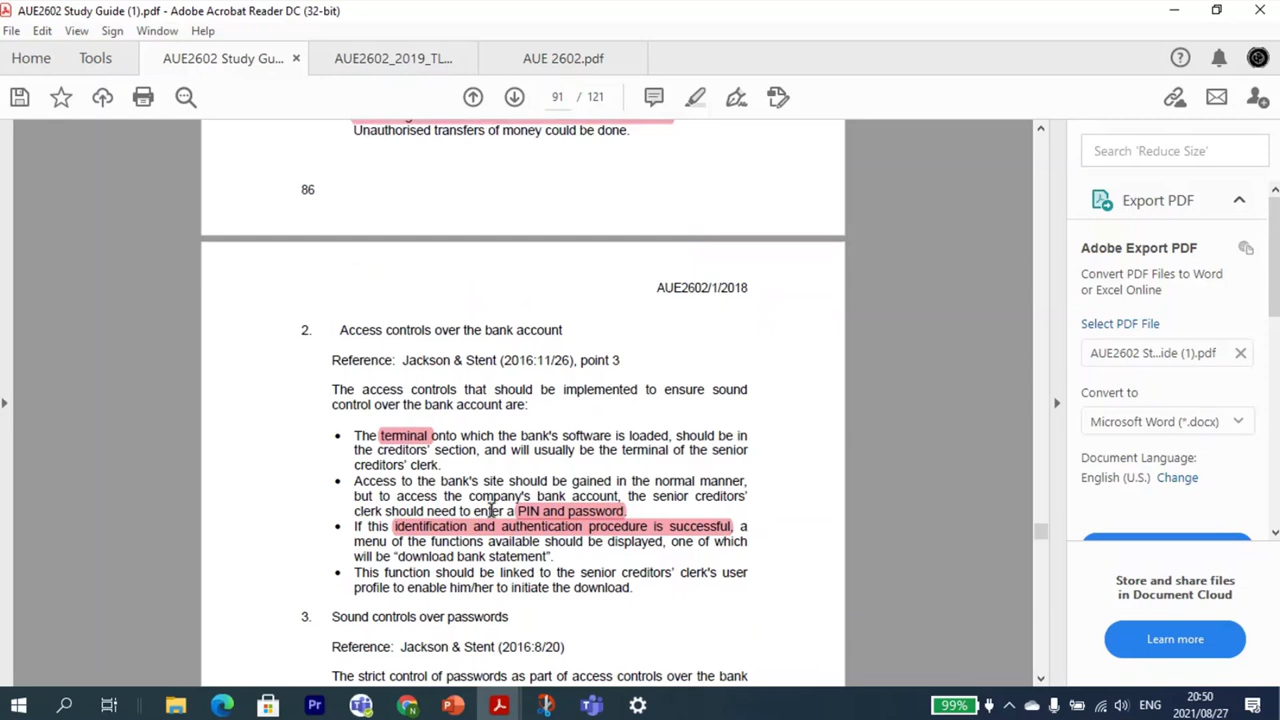 AUE2602 Study Guide (1).pdf - Adobe Acrobat Reader DC (32-bit)
File Edit View Sign Window Help
Home Tools AUE2602 Study Gu... × AUE2602_2019_TL... AUE 2602.pdf
91 / 121
Unauthorised transfers of money could be done.
86
AUE2602/1/2018
2. Access controls over the bank account
Reference: Jackson & Stent (2016:11/26), point 3
The access controls that should be implemented to ensure sound
control over the bank account are:
• The terminal onto which the bank's software is loaded, should be in
the creditors' section, and will usually be the terminal of the senior
creditors' clerk.
• Access to the bank's site should be gained in the normal manner,
but to access the company's bank account, the senior creditors'
clerk should need to enter a PIN and password.
• If this identification and authentication procedure is successful, a
menu of the functions available should be displayed, one of which
will be “download bank statement”.
• This function should be linked to the senior creditors' clerk's user
profile to enable him/her to initiate the download.
3. Sound controls over passwords
Reference: Jackson & Stent (2016:8/20)
The strict control of passwords as part of access controls over the bank
Search 'Reduce Size'
Export PDF
Adobe Export PDF
Convert PDF Files to Word
or Excel Online
Select PDF File
AUE2602 St...ide (1).pdf
Convert to
Microsoft Word (*.docx)
Document Language:
English (U.S.) Change
Store and share files
in Document Cloud
Learn more
Pr
99%
ENG
20:50
2021/08/27